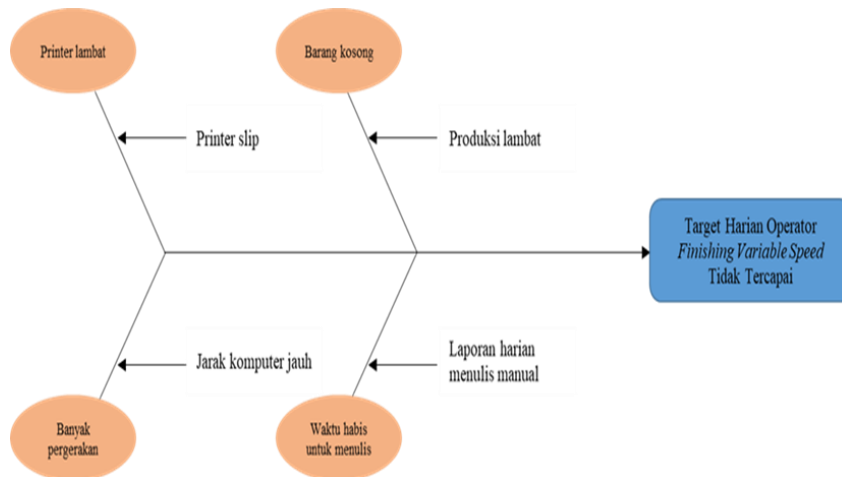 Printer lambat
Barang kosong
Printer slip
Produksi lambat
Target Harian Operator
Finishing Variable Speed
Tidak Tercapai
Jarak komputer jauh
Laporan harian
menulis manual
Banyak
pergerakan
Waktu habis
untuk menulis